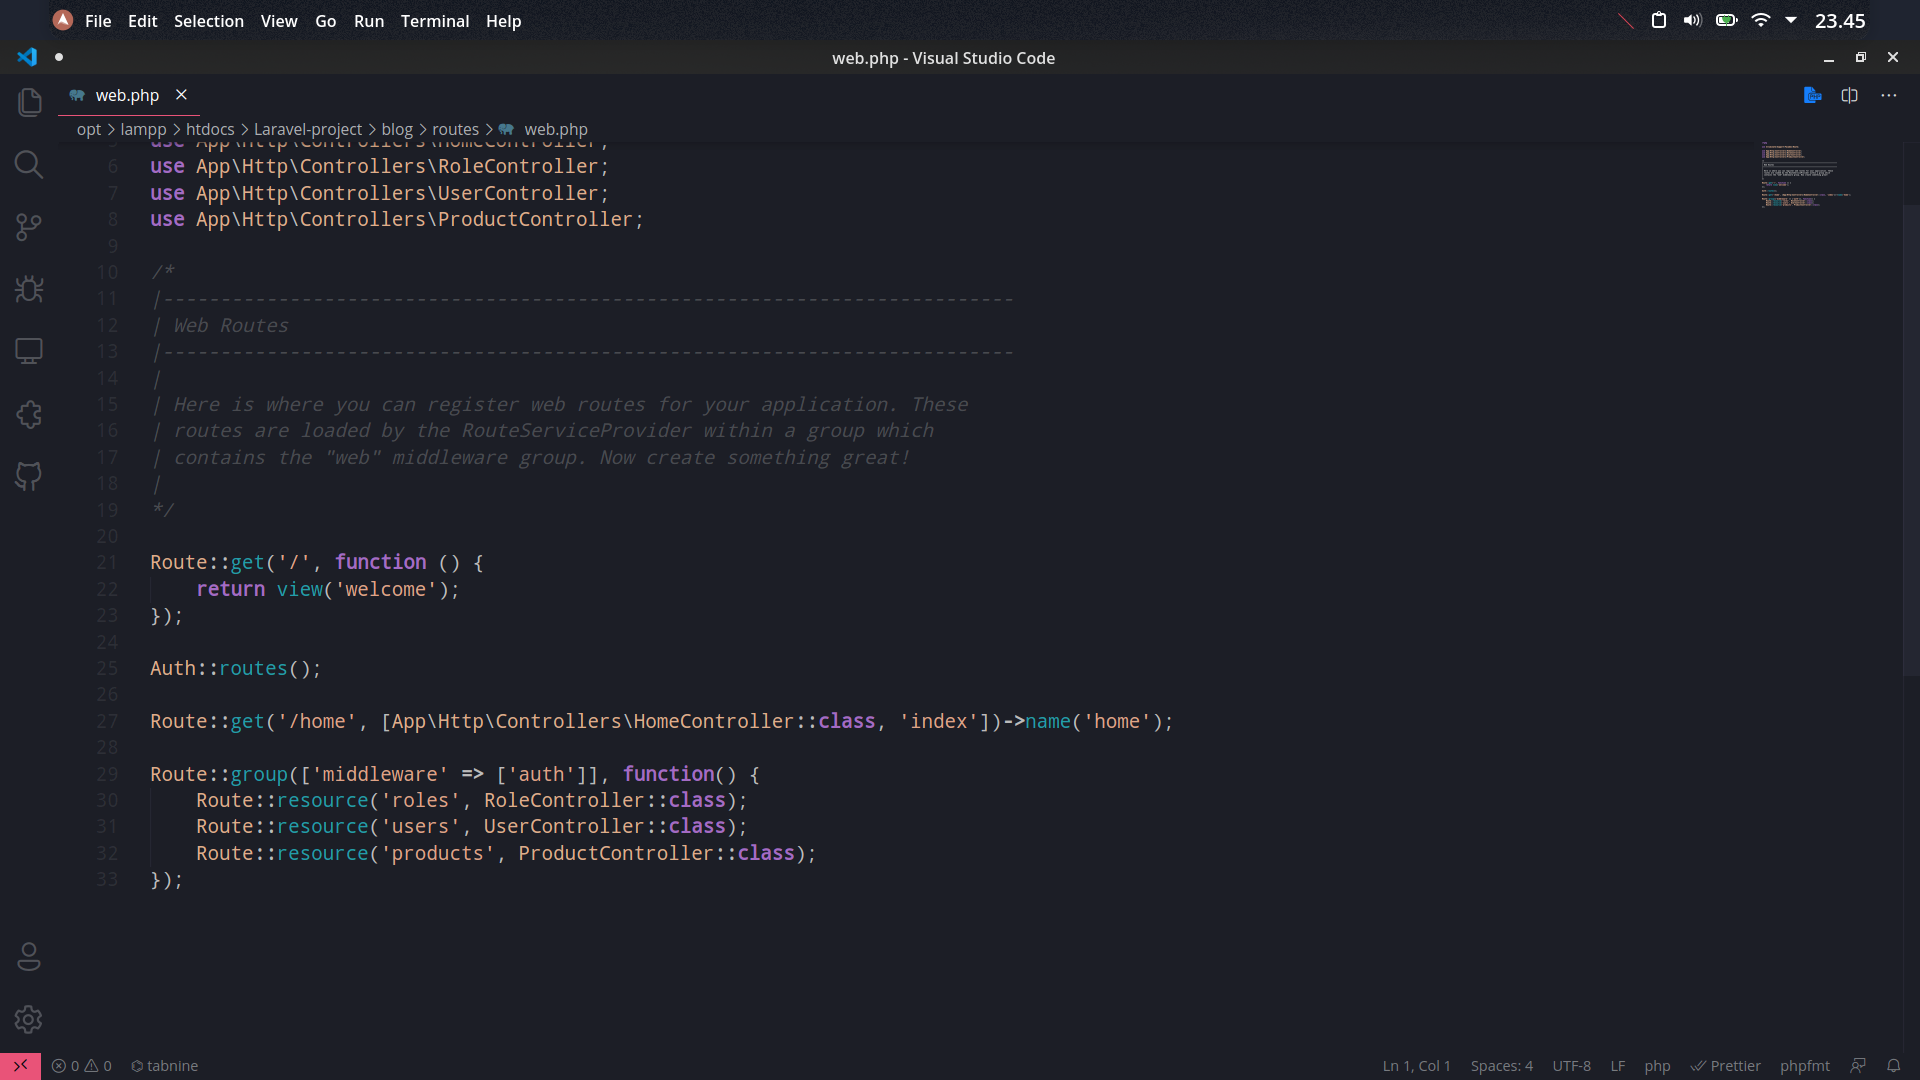 File Edit Selection View Go Run Terminal Help
23.45
web.php - Visual Studio Code
web.php
opt > lampp > htdocs > Laravel-project > blog > routes > web.php
5 use App\Http\Controllers\HomeController;
6 use App\Http\Controllers\RoleController;
7 use App\Http\Controllers\UserController;
8 use App\Http\Controllers\ProductController;
9
10 /*
11 |--------------------------------------------------------------------------
12 | Web Routes
13 |--------------------------------------------------------------------------
14 |
15 | Here is where you can register web routes for your application. These
16 | routes are loaded by the RouteServiceProvider within a group which
17 | contains the "web" middleware group. Now create something great!
18 |
19 */
20
21 Route::get('/', function () {
22     return view('welcome');
23 });
24
25 Auth::routes();
26
27 Route::get('/home', [App\Http\Controllers\HomeController::class, 'index'])->name('home');
28
29 Route::group(['middleware' => ['auth']], function() {
30     Route::resource('roles', RoleController::class);
31     Route::resource('users', UserController::class);
32     Route::resource('products', ProductController::class);
33 });
0 0 tabnine
Ln 1, Col 1 Spaces: 4 UTF-8 LF php Prettier phpfmt